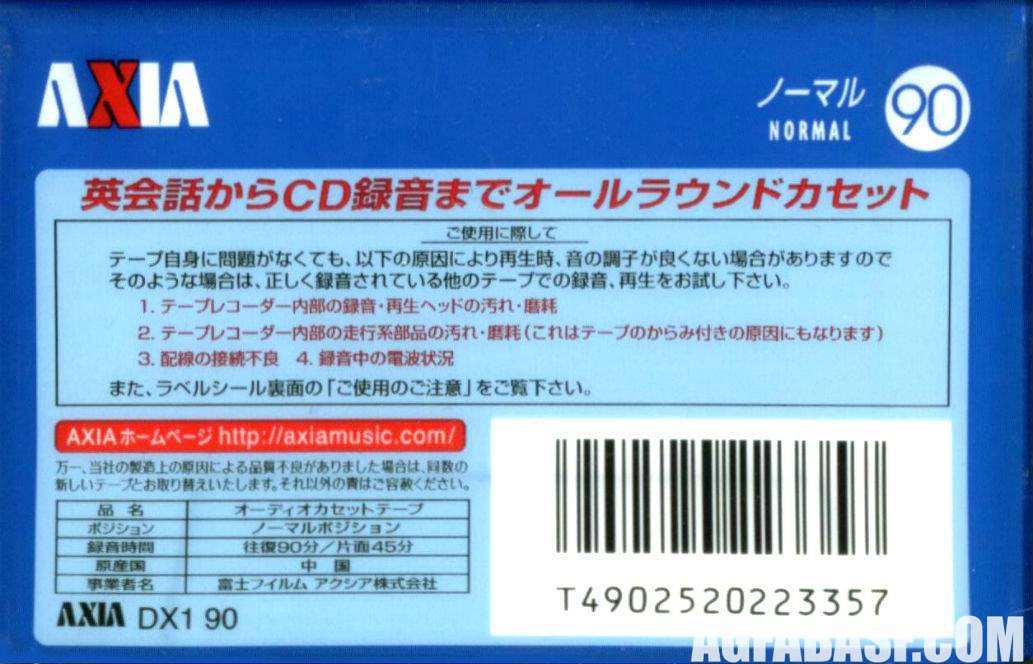 AXIA
ノーマル
NORMAL
90
英会話からCD録音までオールラウンドカセット
ご使用に際して
テープ自身に問題がなくても、以下の原因により再生時、音の調子が良くない場合がありますので
そのような場合は、正しく録音されている他のテープでの録音、再生をお試し下さい。
1. テープレコーダー内部の録音・再生ヘッドの汚れ・磨耗
2. テープレコーダー内部の走行系部品の汚れ・磨耗(これはテープのからみ付きの原因にもなります)
3. 配線の接続不良 4. 録音中の電波状況
また、ラベルシール裏面の「ご使用のご注意」をご覧下さい。
AXIAホームページ http://axiamusic.com/
万一、当社の製造上の原因による品質不良がありました場合は、同数の
新しいテープとお取り替えいたします。それ以外の責はご容赦ください。
品名 オーディオカセットテープ
ポジション ノーマルポジション
録音時間 往復90分／片面45分
原産国 中国
事業者名 富士フイルム アクシア株式会社
AXIA DX1 90
T4902520223357
AGFABASF.COM